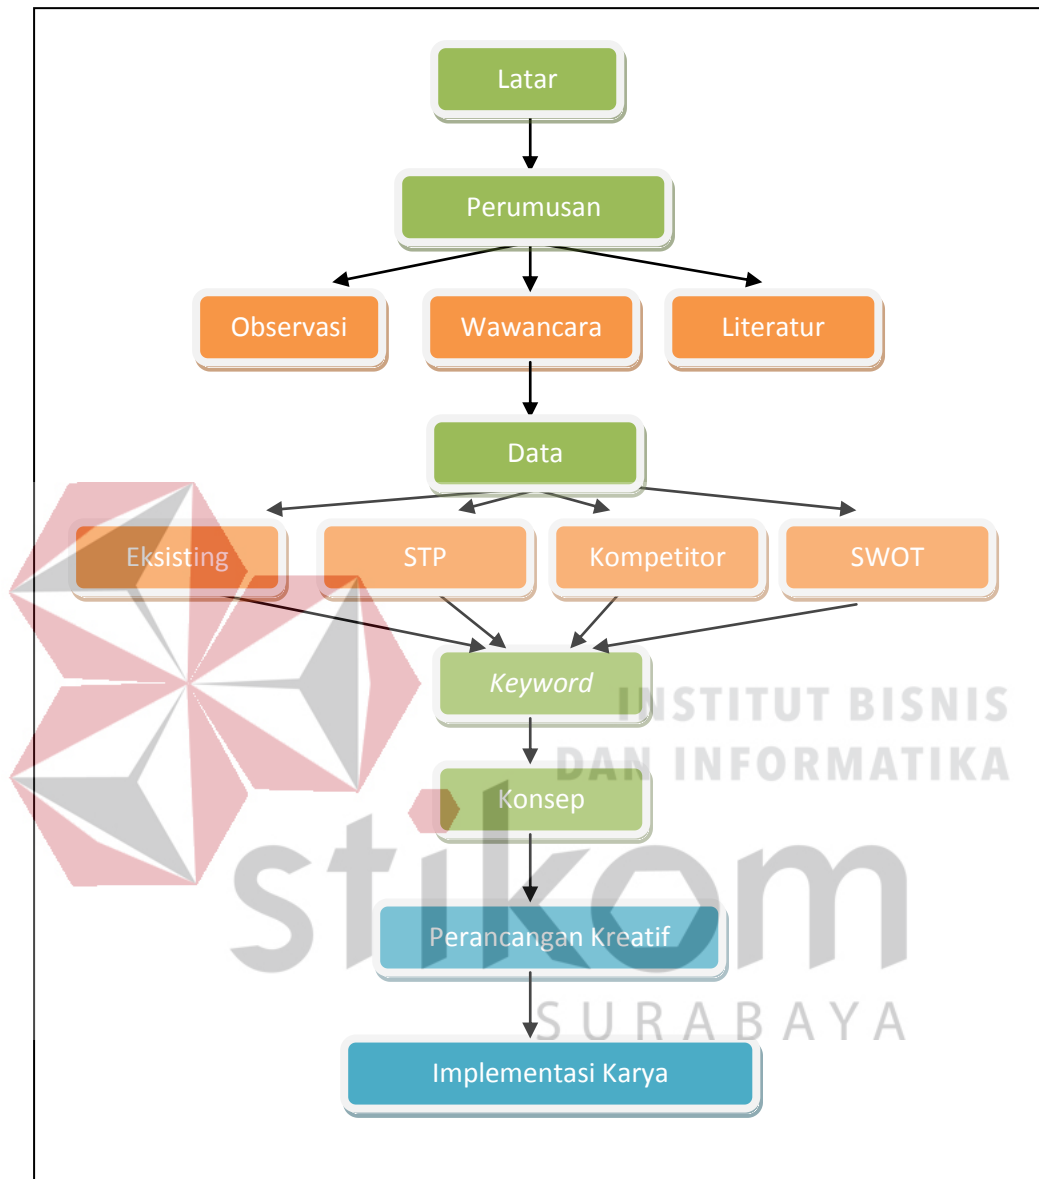 Latar
Perumusan
Observasi
Wawancara
Literatur
Data
Eksisting
STP
Kompetitor
SWOT
Keyword
INSTITUT BISNIS
DAN INFORMATIKA
Konsep
stikom
Perancangan Kreatif
SURABAYA
Implementasi Karya